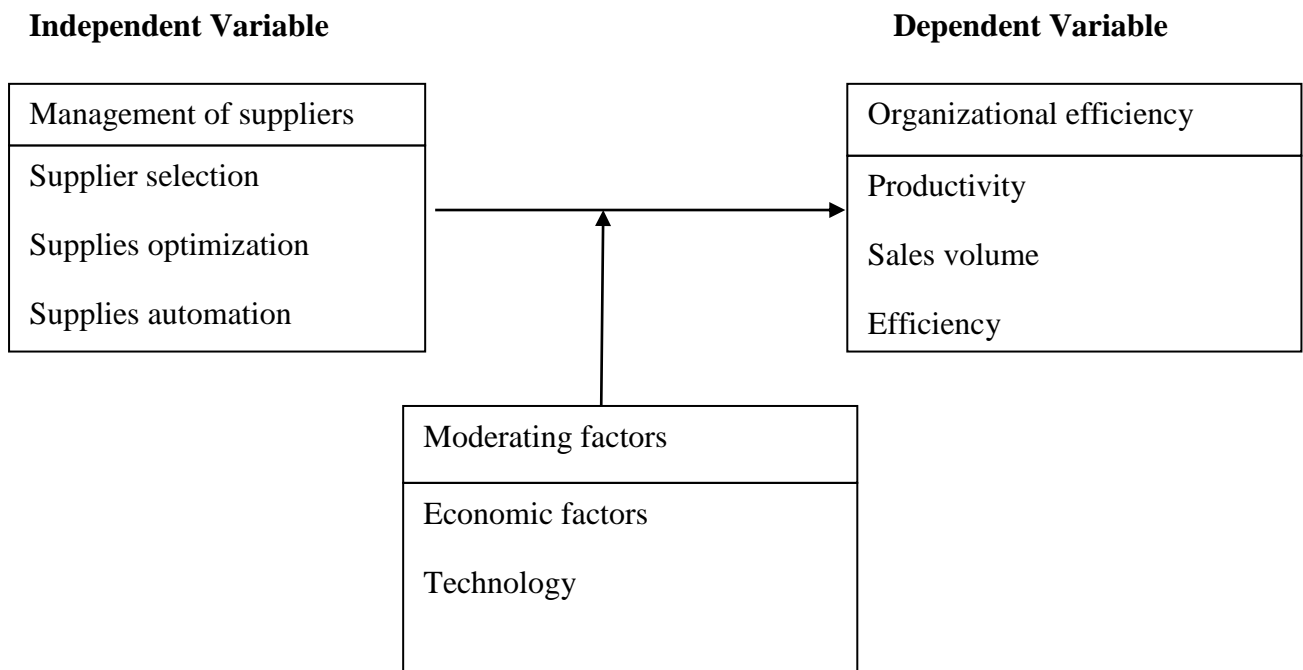 Independent Variable
Dependent Variable
Management of suppliers
Supplier selection
Supplies optimization
Supplies automation
Organizational efficiency
Productivity
Sales volume
Efficiency
Moderating factors
Economic factors
Technology